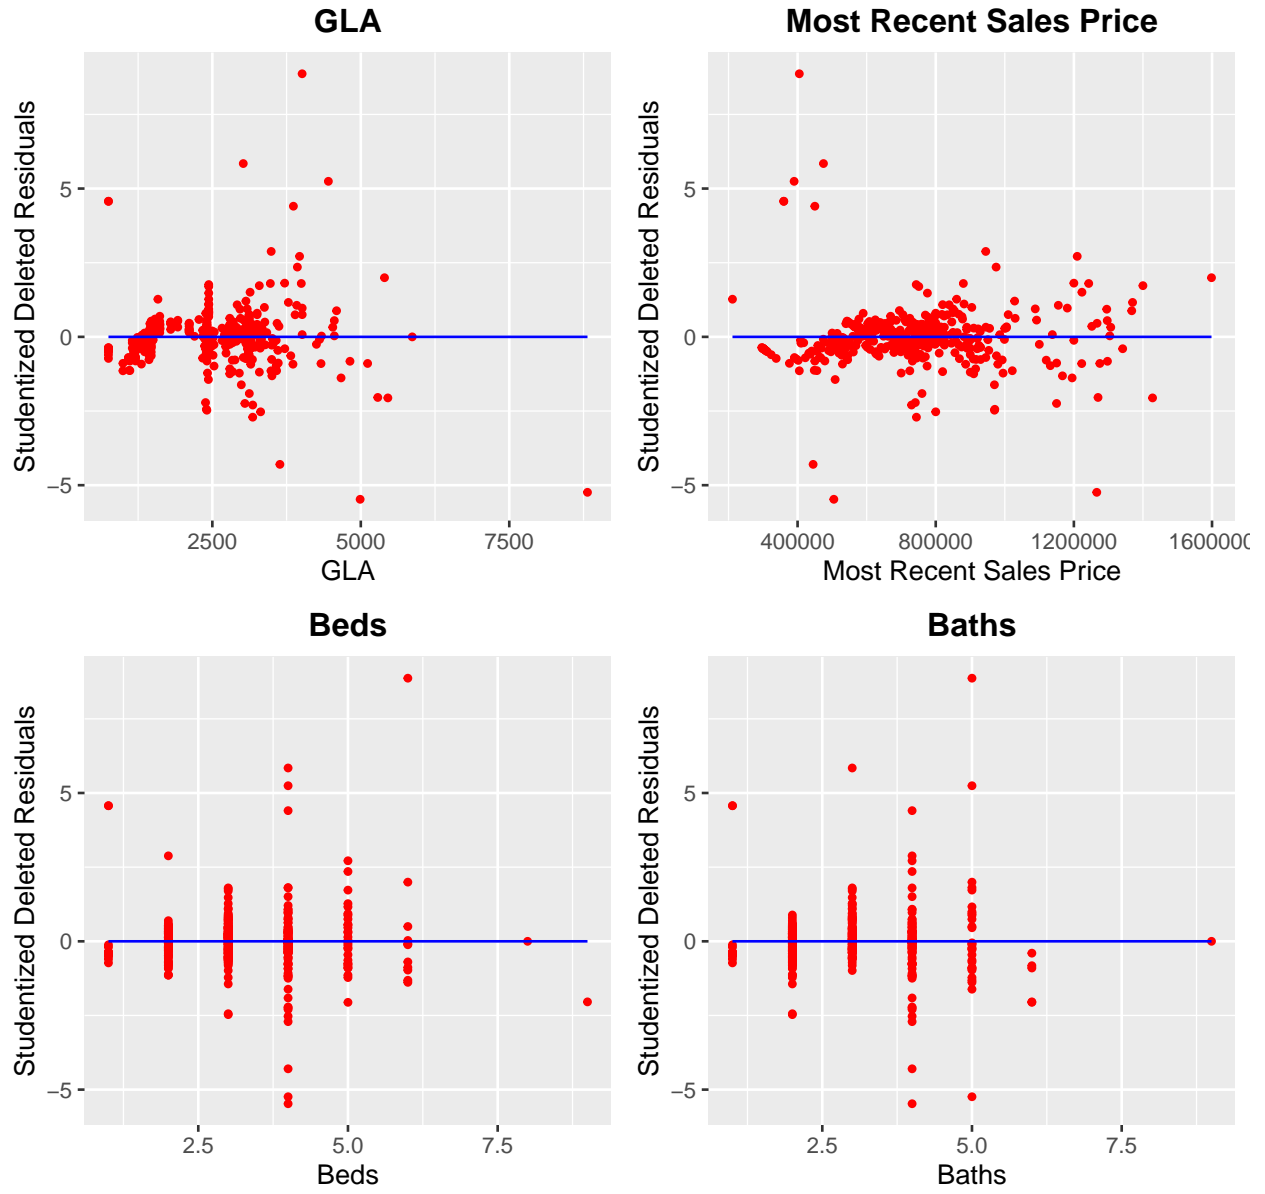 GLA
Studentized Deleted Residuals
5
0
−5
2500 5000 7500
GLA
Most Recent Sales Price
Studentized Deleted Residuals
5
0
−5
400000 800000 1200000 1600000
Most Recent Sales Price
Beds
Studentized Deleted Residuals
5
0
−5
2.5 5.0 7.5
Beds
Baths
Studentized Deleted Residuals
5
0
−5
2.5 5.0 7.5
Baths